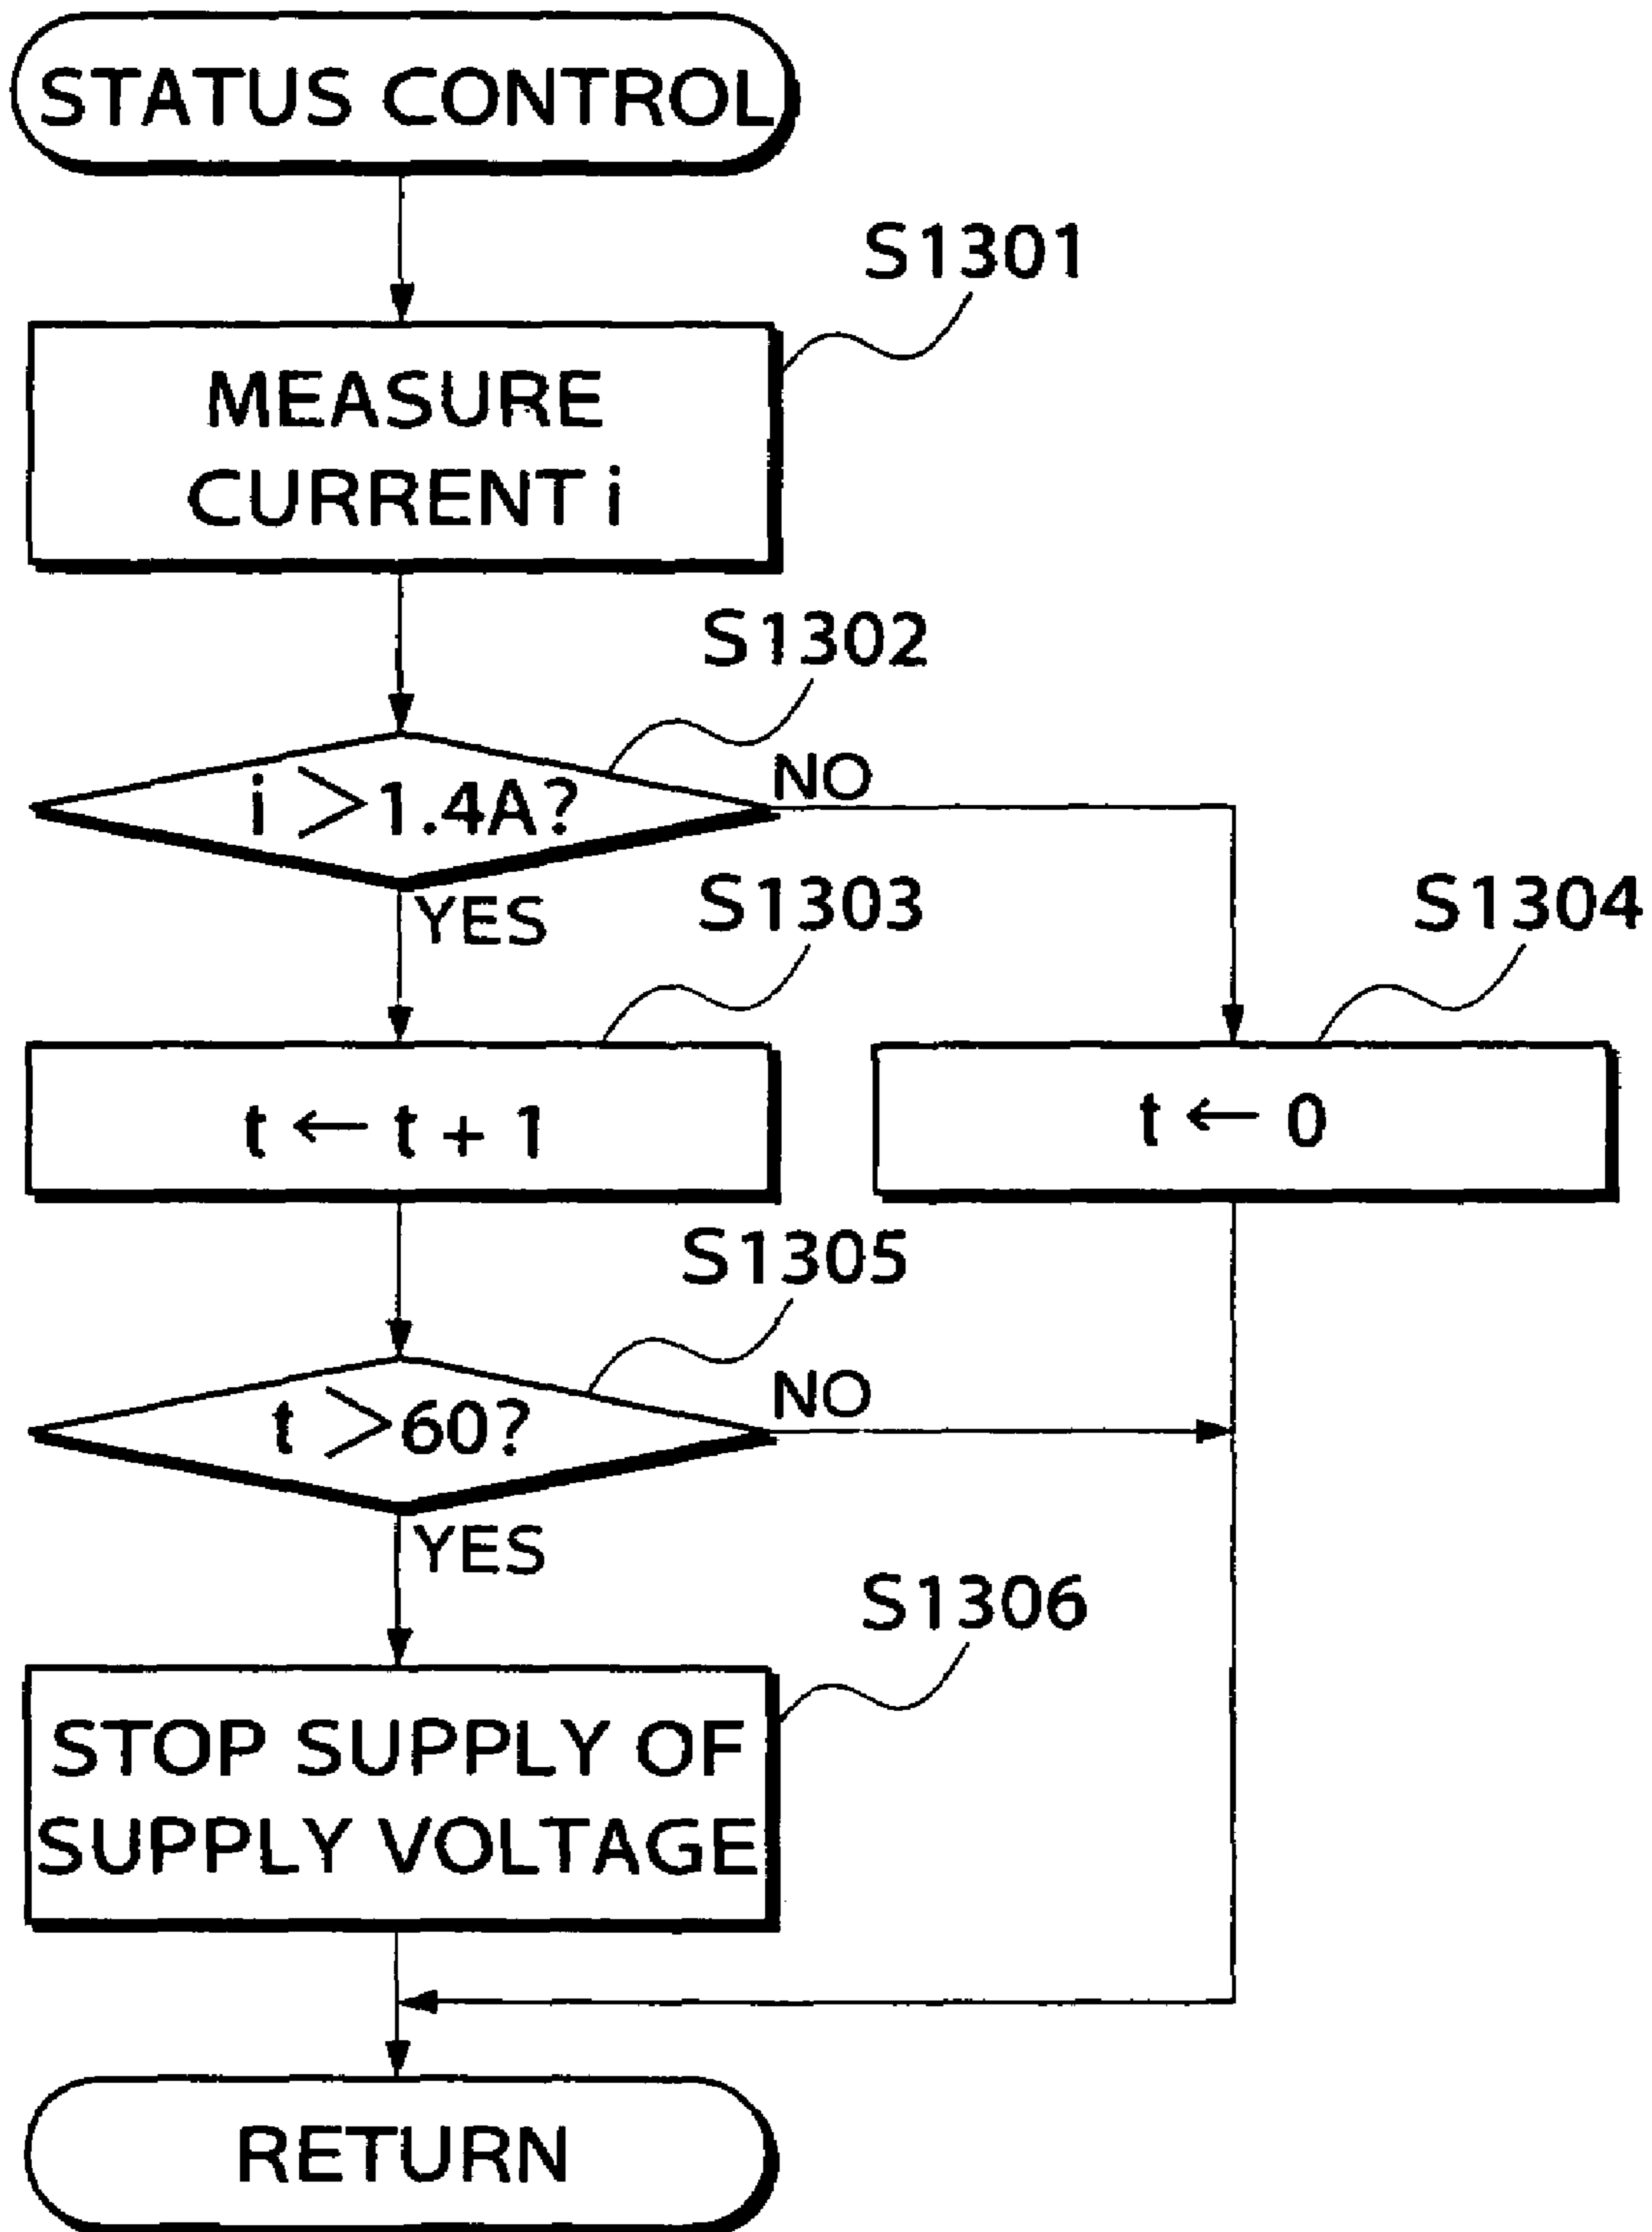 STATUS CONTROL
S1301
MEASURE
CURRENT i
S1302
i >1.4A?
NO
YES
S1303
S1304
t ← t + 1
t ← 0
S1305
t >60?
NO
YES
S1306
STOP SUPPLY OF
SUPPLY VOLTAGE
RETURN